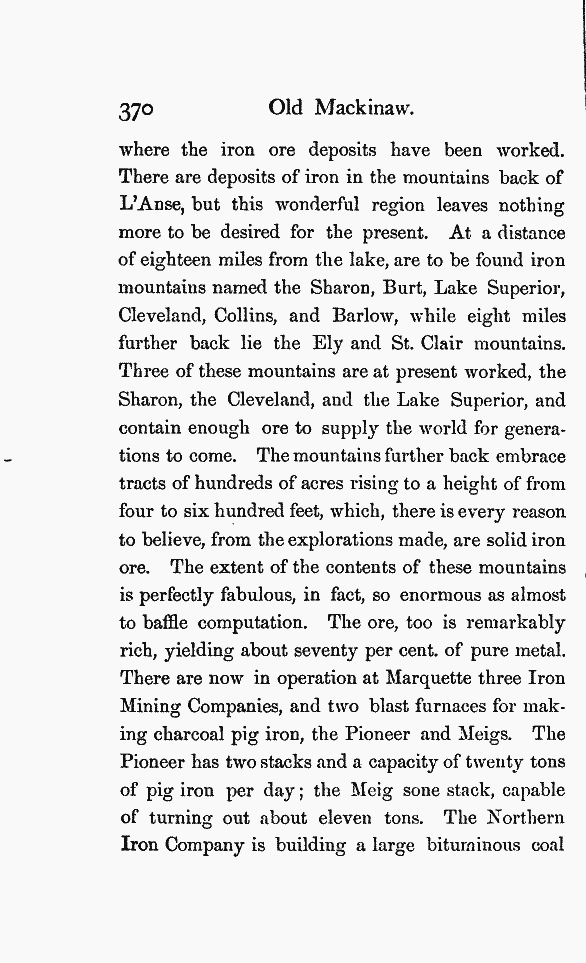 370 Old Mackinaw.
where the iron ore deposits have been worked.
There are deposits of iron in the mountains back of
L'Anse, but this wonderful region leaves nothing
more to be desired for the present. At a distance
of eighteen miles from the lake, are to be found iron
mountains named the Sharon, Burt, Lake Superior,
Cleveland, Collins, and Barlow, while eight miles
further back lie the Ely and St. Clair mountains.
Three of these mountains are at present worked, the
Sharon, the Cleveland, and the Lake Superior, and
contain enough ore to supply the world for genera-
tions to come. The mountains further back embrace
tracts of hundreds of acres rising to a height of from
four to six hundred feet, which, there is every reason
to believe, from the explorations made, are solid iron
ore. The extent of the contents of these mountains
is perfectly fabulous, in fact, so enormous as almost
to baffle computation. The ore, too is remarkably
rich, yielding about seventy per cent. of pure metal.
There are now in operation at Marquette three Iron
Mining Companies, and two blast furnaces for mak-
ing charcoal pig iron, the Pioneer and Meigs. The
Pioneer has two stacks and a capacity of twenty tons
of pig iron per day; the Meig sone stack, capable
of turning out about eleven tons. The Northern
Iron Company is building a large bituminous coal